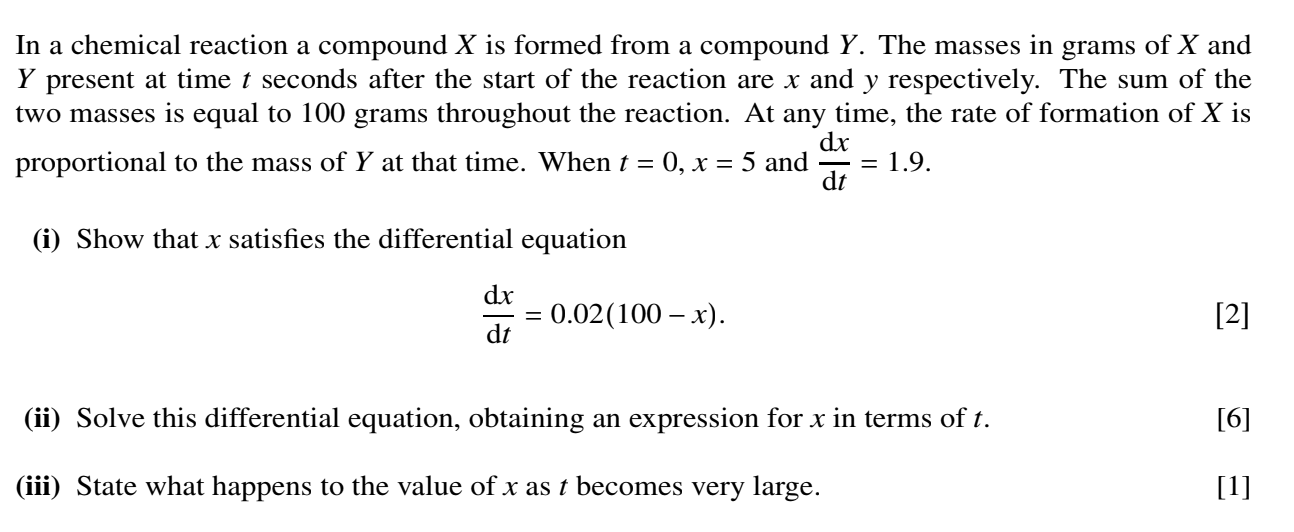 In a chemical reaction a compound X is formed from a compound Y. The masses in grams of X and
Y present at time t seconds after the start of the reaction are x and y respectively. The sum of the
two masses is equal to 100 grams throughout the reaction. At any time, the rate of formation of X is
proportional to the mass of Y at that time. When t = 0, x = 5 and dx/dt = 1.9.
(i) Show that x satisfies the differential equation
dx/dt = 0.02(100 – x). [2]
(ii) Solve this differential equation, obtaining an expression for x in terms of t. [6]
(iii) State what happens to the value of x as t becomes very large. [1]